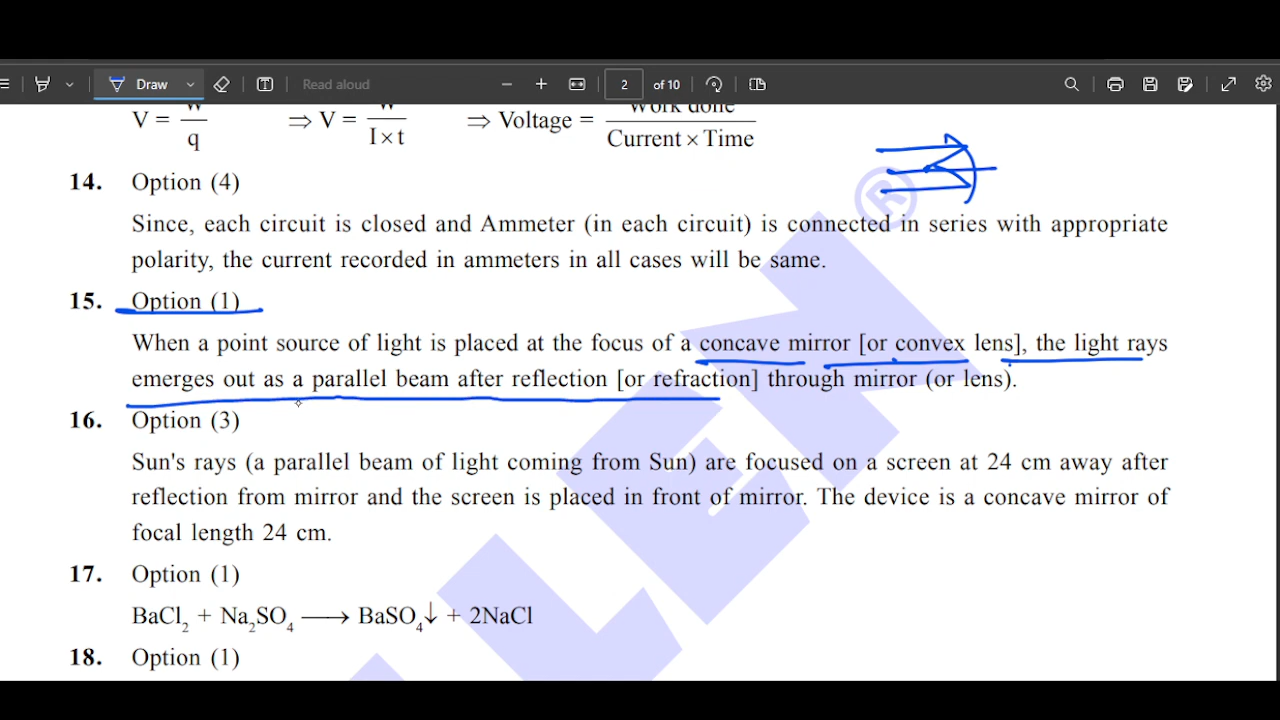 Draw
Read aloud
2 of 10
V = W/q ⇒ V = W/I × t ⇒ Voltage = Work done/Current × Time
14. Option (4)
Since, each circuit is closed and Ammeter (in each circuit) is connected in series with appropriate
polarity, the current recorded in ammeters in all cases will be same.
15. Option (1)
When a point source of light is placed at the focus of a concave mirror [or convex lens], the light rays
emerges out as a parallel beam after reflection [or refraction] through mirror (or lens).
16. Option (3)
Sun's rays (a parallel beam of light coming from Sun) are focused on a screen at 24 cm away after
reflection from mirror and the screen is placed in front of mirror. The device is a concave mirror of
focal length 24 cm.
17. Option (1)
BaCl₂ + Na₂SO₄ ⟶ BaSO₄↓ + 2NaCl
18. Option (1)
LLEN®